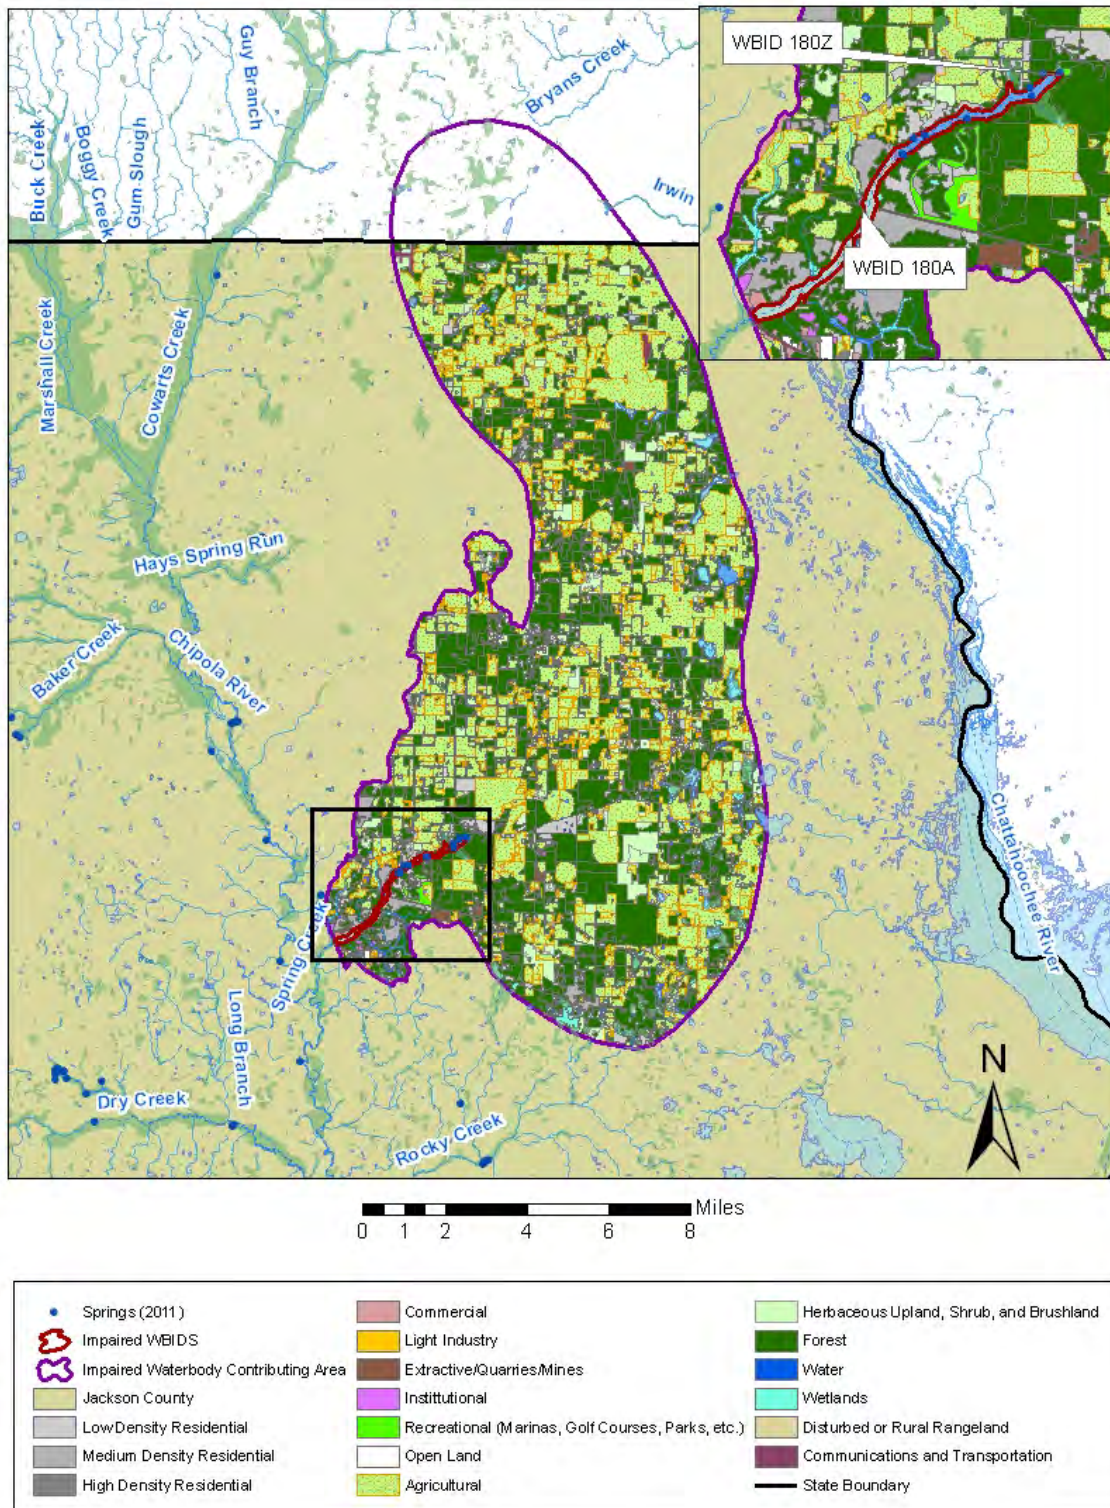 Guy Branch
Bryans Creek
Buck Creek
Boggy Creek
Gum Slough
Irwin
WBID 180Z
WBID 180A
Marshall Creek
Cowarts Creek
Hays Spring Run
Baker Creek
Chipola River
Chattahoochee River
Spring Creek
Long Branch
Dry Creek
Rocky Creek
N
Miles
0 1 2 4 6 8
Springs (2011)
Impaired WBIDS
Impaired Waterbody Contributing Area
Jackson County
Low Density Residential
Medium Density Residential
High Density Residential
Commercial
Light Industry
Extractive/Quarries/Mines
Instittutional
Recreational (Marinas, Golf Courses, Parks, etc.)
Open Land
Agricultural
Herbaceous Upland, Shrub, and Brushland
Forest
Water
Wetlands
Disturbed or Rural Rangeland
Communications and Transportation
State Boundary